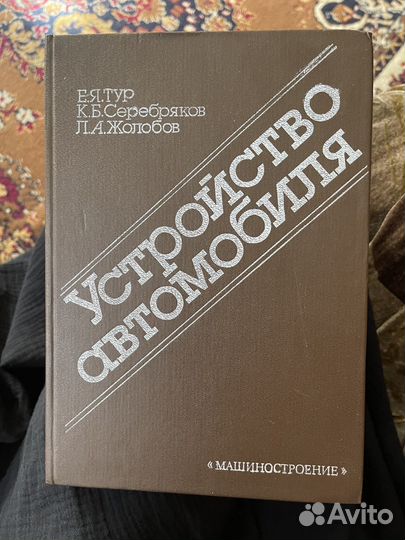 Е.Я.ТУР
К.Б.Серебряков
Л.А.Жолобов
Устройство
автомобиля
«МАШИНОСТРОЕНИЕ»
Avito